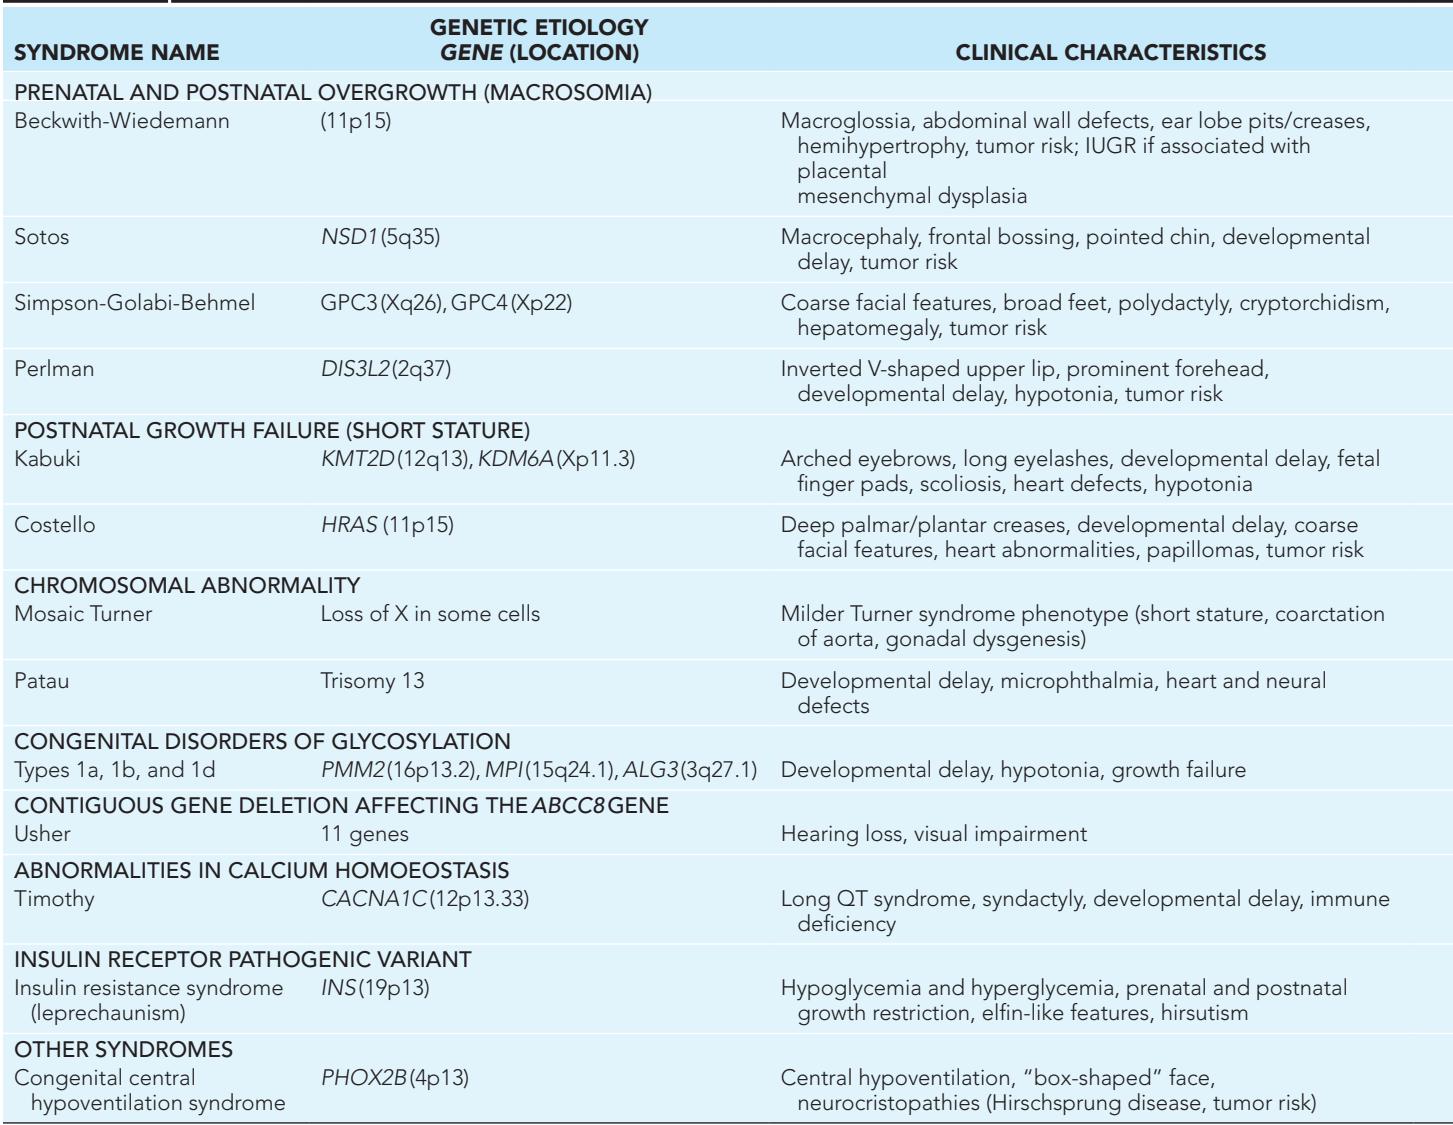 SYNDROME NAME
GENETIC ETIOLOGY
GENE (LOCATION)
CLINICAL CHARACTERISTICS
PRENATAL AND POSTNATAL OVERGROWTH (MACROSOMIA)
Beckwith-Wiedemann
(11p15)
Macroglossia, abdominal wall defects, ear lobe pits/creases,
hemihypertrophy, tumor risk; IUGR if associated with
placental
mesenchymal dysplasia
Sotos
NSD1(5q35)
Macrocephaly, frontal bossing, pointed chin, developmental
delay, tumor risk
Simpson-Golabi-Behmel
GPC3(Xq26), GPC4(Xp22)
Coarse facial features, broad feet, polydactyly, cryptorchidism,
hepatomegaly, tumor risk
Perlman
DIS3L2(2q37)
Inverted V-shaped upper lip, prominent forehead,
developmental delay, hypotonia, tumor risk
POSTNATAL GROWTH FAILURE (SHORT STATURE)
Kabuki
KMT2D(12q13), KDM6A(Xp11.3)
Arched eyebrows, long eyelashes, developmental delay, fetal
finger pads, scoliosis, heart defects, hypotonia
Costello
HRAS (11p15)
Deep palmar/plantar creases, developmental delay, coarse
facial features, heart abnormalities, papillomas, tumor risk
CHROMOSOMAL ABNORMALITY
Mosaic Turner
Loss of X in some cells
Milder Turner syndrome phenotype (short stature, coarctation
of aorta, gonadal dysgenesis)
Patau
Trisomy 13
Developmental delay, microphthalmia, heart and neural
defects
CONGENITAL DISORDERS OF GLYCOSYLATION
Types 1a, 1b, and 1d
PMM2(16p13.2), MPI(15q24.1), ALG3(3q27.1)
Developmental delay, hypotonia, growth failure
CONTIGUOUS GENE DELETION AFFECTING THE ABCC8 GENE
Usher
11 genes
Hearing loss, visual impairment
ABNORMALITIES IN CALCIUM HOMOEOSTASIS
Timothy
CACNA1C(12p13.33)
Long QT syndrome, syndactyly, developmental delay, immune
deficiency
INSULIN RECEPTOR PATHOGENIC VARIANT
Insulin resistance syndrome
(leprechaunism)
INS(19p13)
Hypoglycemia and hyperglycemia, prenatal and postnatal
growth restriction, elfin-like features, hirsutism
OTHER SYNDROMES
Congenital central
hypoventilation syndrome
PHOX2B(4p13)
Central hypoventilation, “box-shaped” face,
neurocristopathies (Hirschsprung disease, tumor risk)